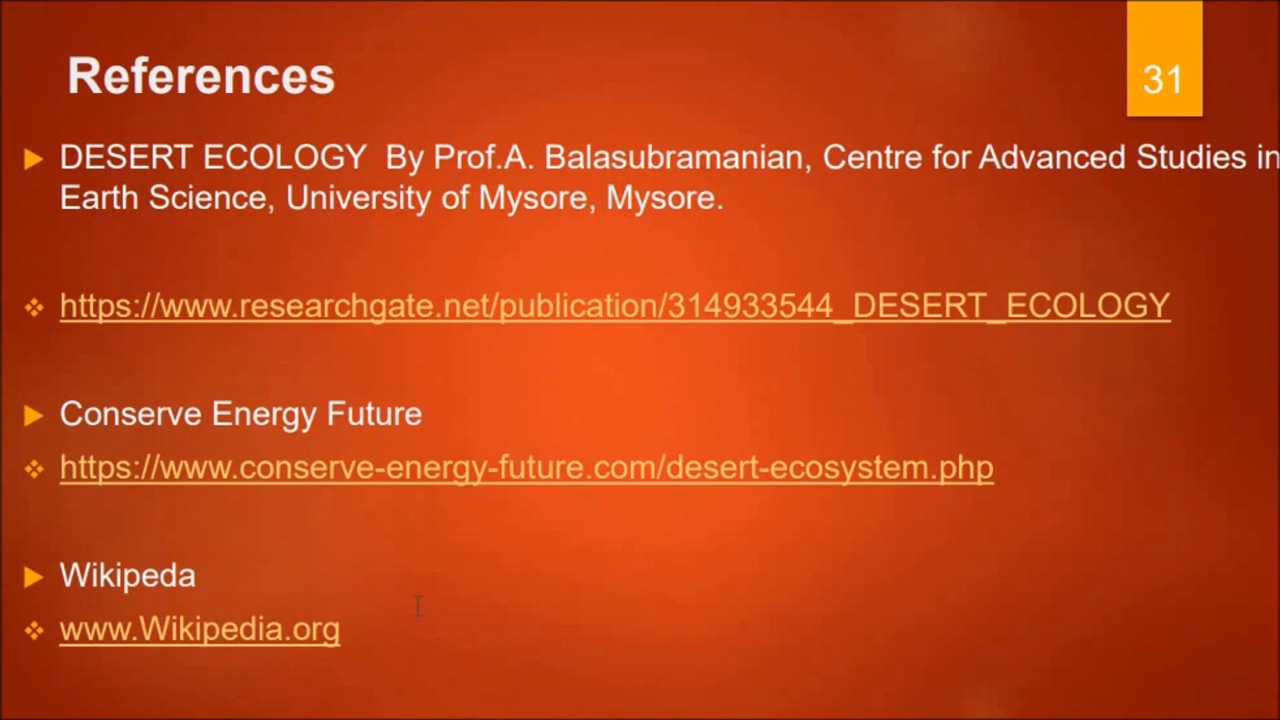 References
31
DESERT ECOLOGY By Prof.A. Balasubramanian, Centre for Advanced Studies in
Earth Science, University of Mysore, Mysore.
https://www.researchgate.net/publication/314933544_DESERT_ECOLOGY
Conserve Energy Future
https://www.conserve-energy-future.com/desert-ecosystem.php
Wikipeda
www.Wikipedia.org